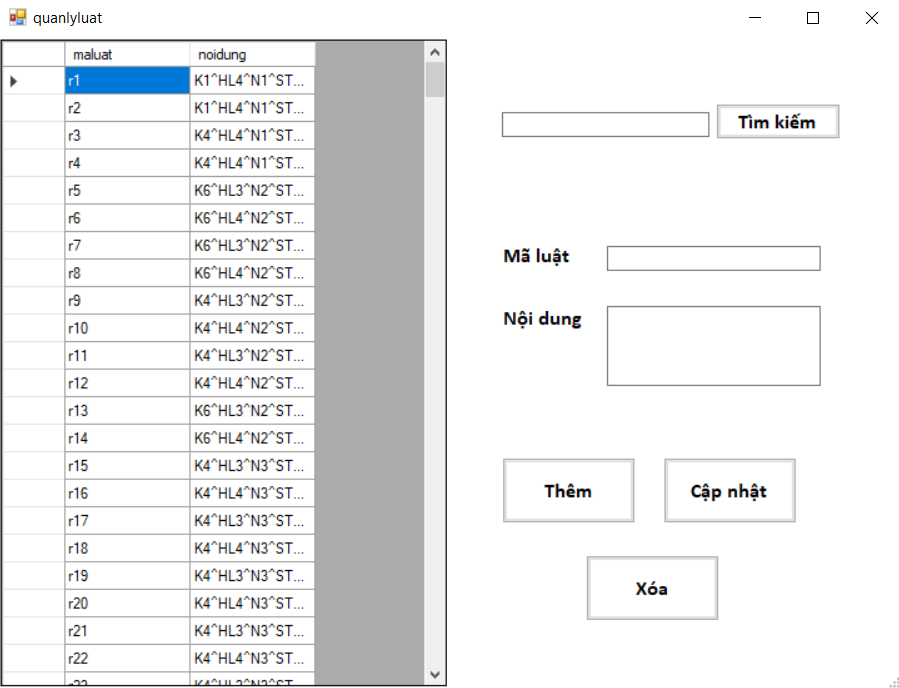 quanlyluat
maluat noidung
r1 K1^HL4^N1^ST...
r2 K1^HL4^N1^ST...
r3 K4^HL4^N1^ST...
r4 K4^HL4^N1^ST...
r5 K6^HL3^N2^ST...
r6 K6^HL4^N2^ST...
r7 K6^HL3^N2^ST...
r8 K6^HL4^N2^ST...
r9 K4^HL3^N2^ST...
r10 K4^HL4^N2^ST...
r11 K4^HL3^N2^ST...
r12 K4^HL4^N2^ST...
r13 K6^HL3^N2^ST...
r14 K6^HL4^N2^ST...
r15 K4^HL3^N3^ST...
r16 K4^HL4^N3^ST...
r17 K4^HL3^N3^ST...
r18 K4^HL4^N3^ST...
r19 K4^HL3^N3^ST...
r20 K4^HL4^N3^ST...
r21 K4^HL3^N3^ST...
r22 K4^HL4^N3^ST...
Tìm kiếm
Mã luật
Nội dung
Thêm Cập nhật
Xóa